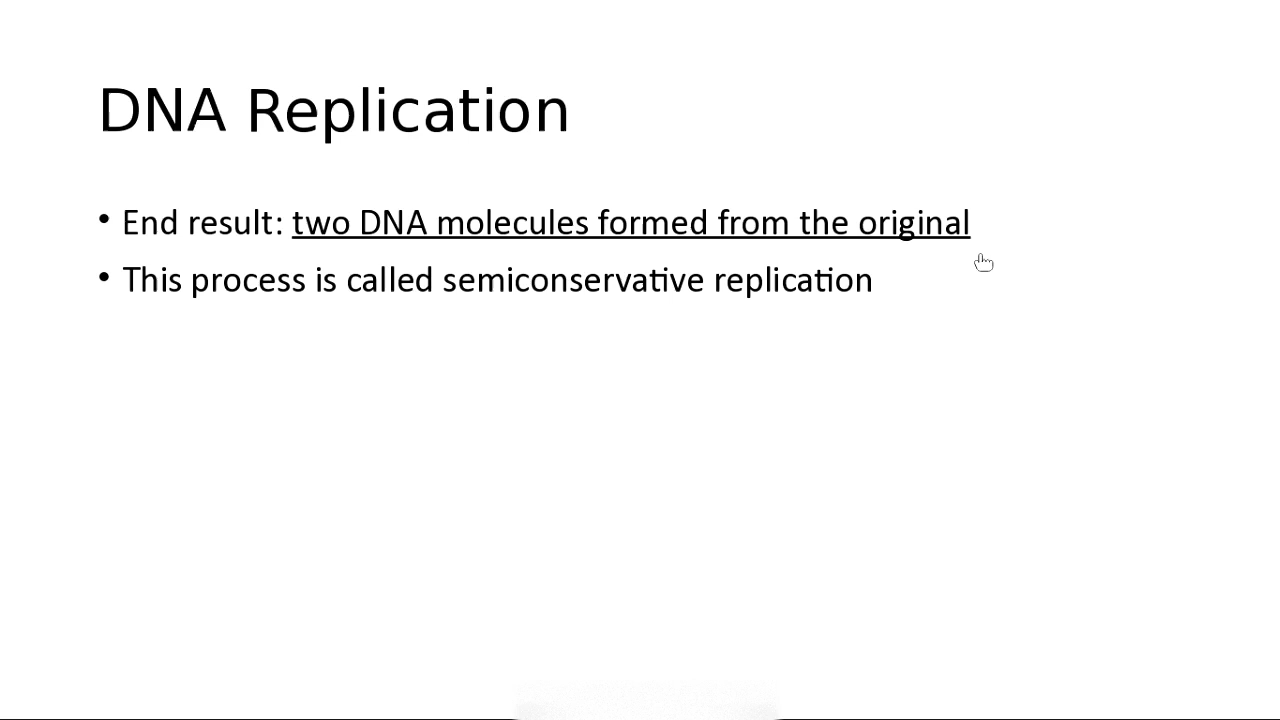 DNA Replication
• End result: two DNA molecules formed from the original
• This process is called semiconservative replication